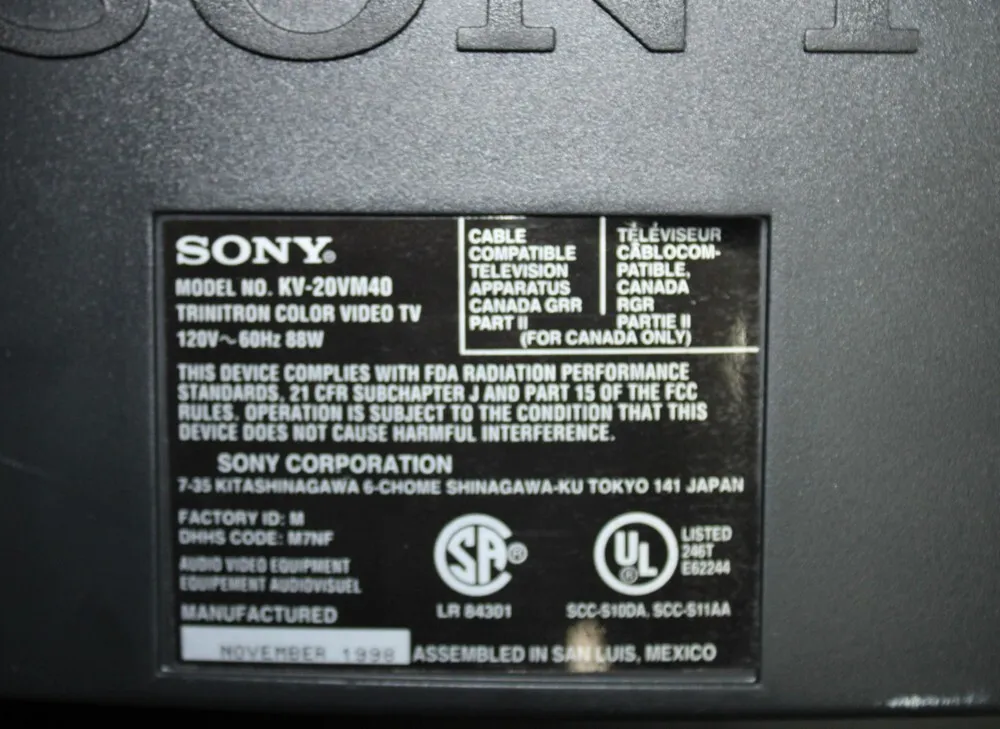 SONY
SONY®
MODEL NO. KV-20VM40
TRINITRON COLOR VIDEO TV
120V~60Hz 88W
CABLE
COMPATIBLE
TELEVISION
APPARATUS
CANADA GRR
PART II
TÉLÉVISEUR
CÂBLOCOM-
PATIBLE,
CANADA
RGR
PARTIE II
(FOR CANADA ONLY)
THIS DEVICE COMPLIES WITH FDA RADIATION PERFORMANCE
STANDARDS, 21 CFR SUBCHAPTER J AND PART 15 OF THE FCC
RULES. OPERATION IS SUBJECT TO THE CONDITION THAT THIS
DEVICE DOES NOT CAUSE HARMFUL INTERFERENCE.
SONY CORPORATION
7-35 KITASHINAGAWA 6-CHOME SHINAGAWA-KU TOKYO 141 JAPAN
FACTORY ID: M
DHHS CODE: M7NF
AUDIO VIDEO EQUIPMENT
EQUIPEMENT AUDIOVISUEL
SA®
LR 84301
UL®
LISTED
246T
E62244
SCC-S10DA, SCC-S11AA
MANUFACTURED
NOVEMBER 1998
ASSEMBLED IN SAN LUIS, MEXICO